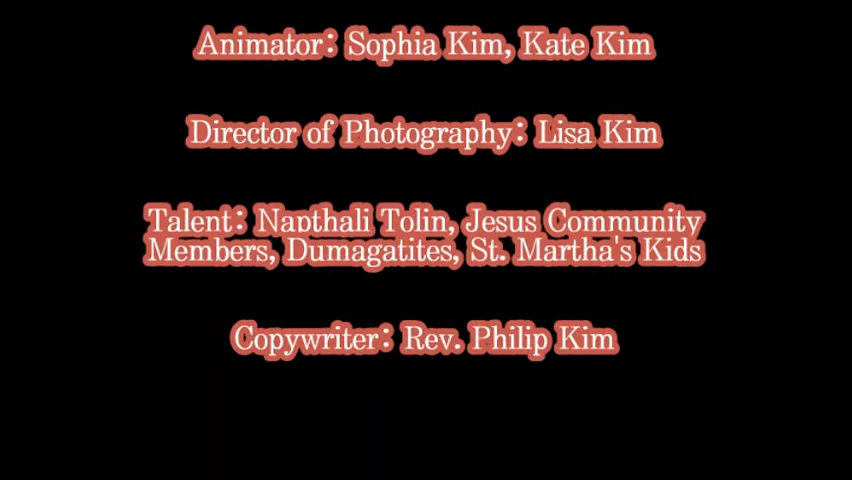 Animator: Sophia Kim, Kate Kim
Director of Photography: Lisa Kim
Talent: Napthali Tolin, Jesus Community
Members, Dumagatites, St. Martha's Kids
Copywriter: Rev. Philip Kim